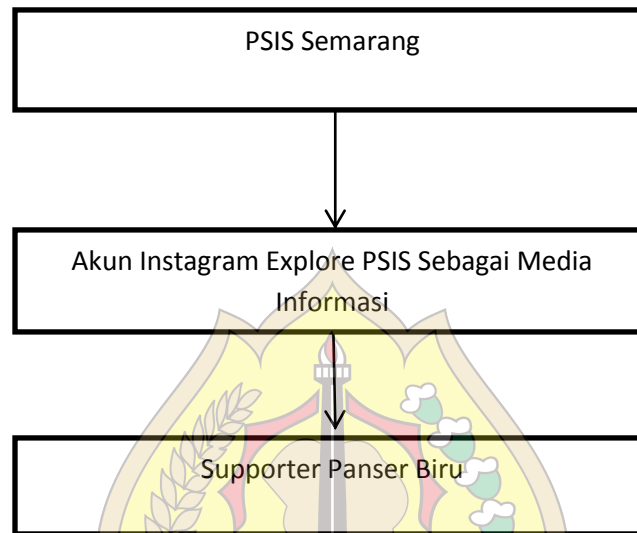 PSIS Semarang
Akun Instagram Explore PSIS Sebagai Media
Informasi
Supporter Panser Biru